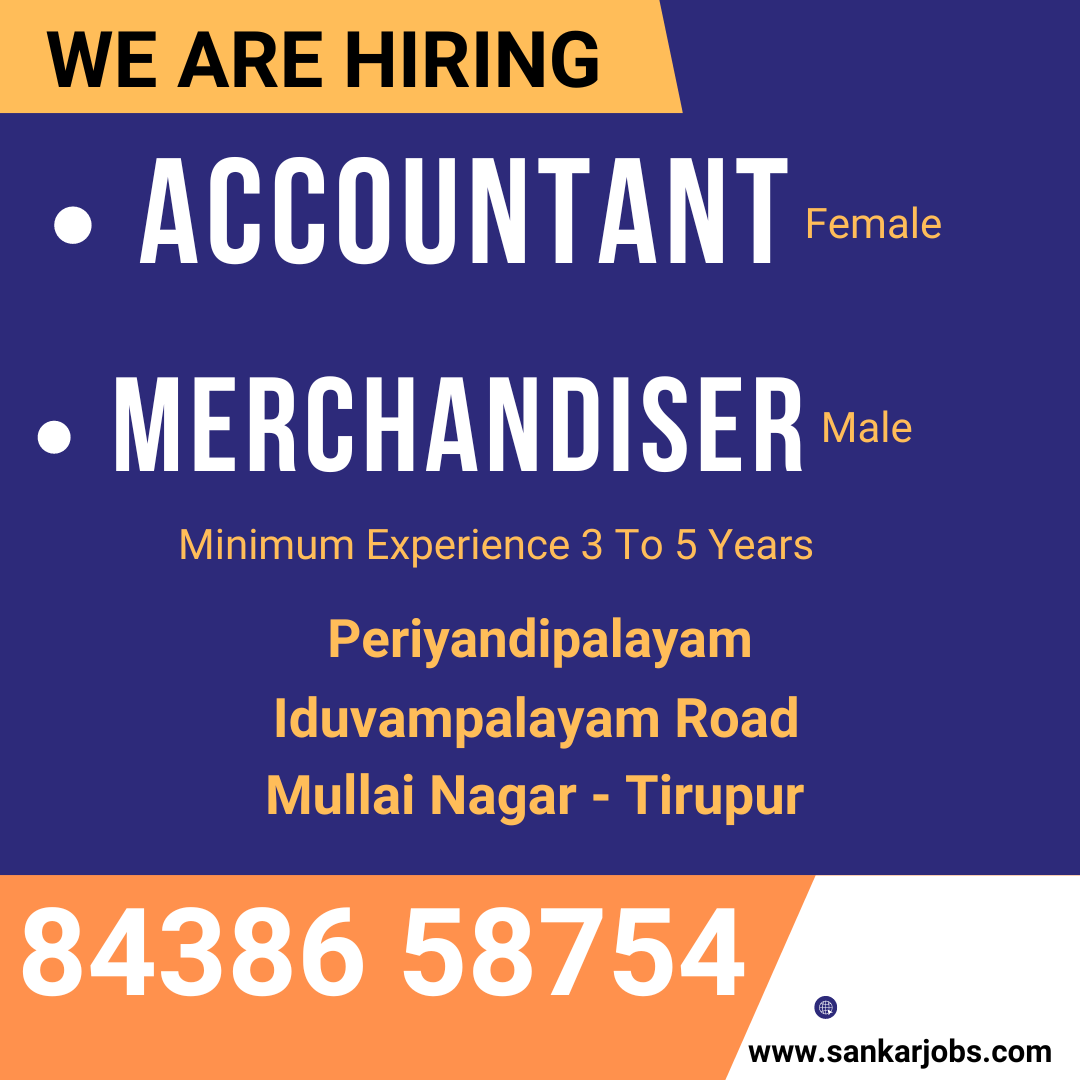 WE ARE HIRING
• ACCOUNTANT Female
• MERCHANDISER Male
Minimum Experience 3 To 5 Years
Periyandipalayam
Iduvampalayam Road
Mullai Nagar - Tirupur
84386 58754
www.sankarjobs.com